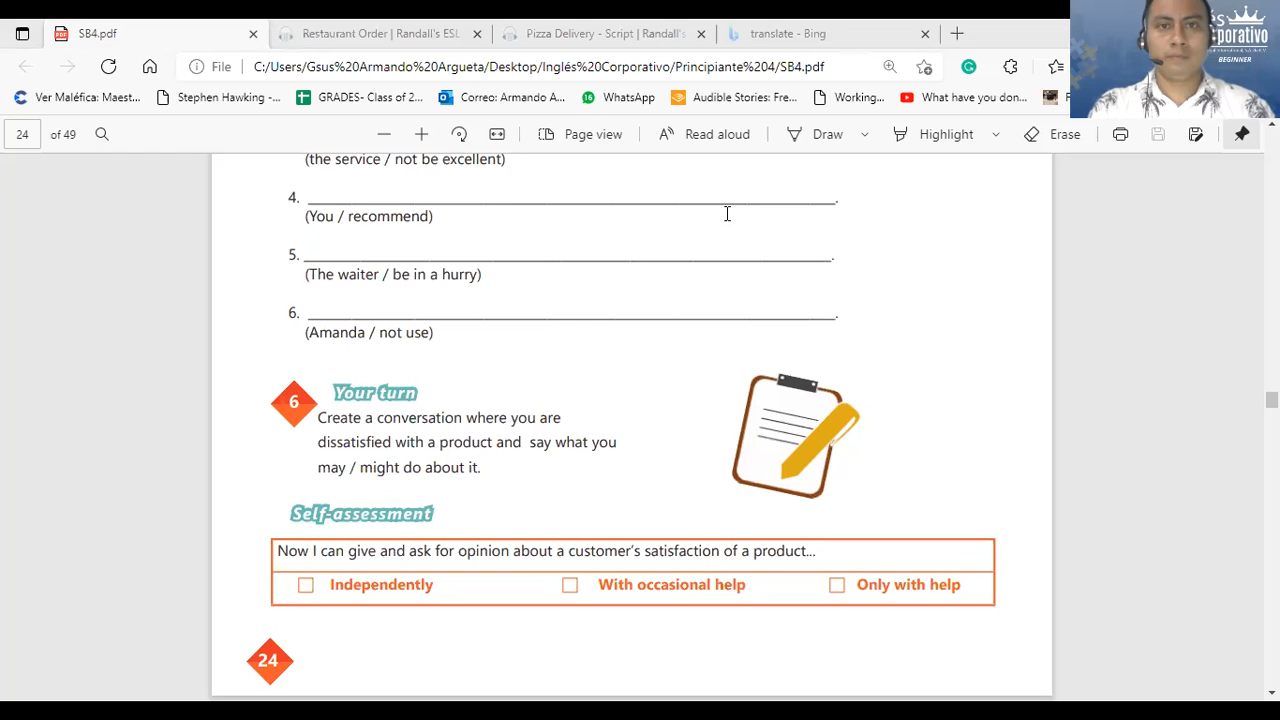 SB4.pdf
Restaurant Order | Randall's ESL
Pizza Delivery - Script | Randall's
translate - Bing
File
C:/Users/Gsus%20Armando%20Argueta/Desktop/Ingles%20Corporativo/Principiante%204/SB4.pdf
és
rporativo
BEGINNER
Ver Maléfica: Maest...
Stephen Hawking -...
GRADES- Class of 2...
Correo: Armando A...
WhatsApp
Audible Stories: Fre...
Working...
What have you don...
24 of 49
Page view
Read aloud
Draw
Highlight
Erase
(the service / not be excellent)
4. ______________________________.
(You / recommend)
5. ______________________________.
(The waiter / be in a hurry)
6. ______________________________.
(Amanda / not use)
6 Your turn
Create a conversation where you are
dissatisfied with a product and say what you
may / might do about it.
Self-assessment
Now I can give and ask for opinion about a customer's satisfaction of a product...
Independently
With occasional help
Only with help
24